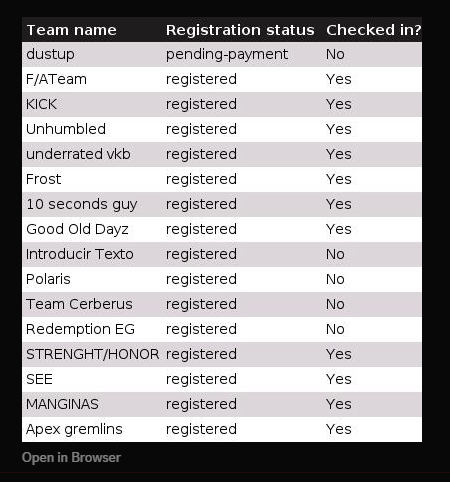 Team name Registration status Checked in?
dustup pending-payment No
F/ATeam registered Yes
KICK registered Yes
Unhumbled registered Yes
underrated vkb registered Yes
Frost registered Yes
10 seconds guy registered Yes
Good Old Dayz registered Yes
Introducir Texto registered No
Polaris registered No
Team Cerberus registered No
Redemption EG registered No
STRENGHT/HONOR registered Yes
SEE registered Yes
MANGINAS registered Yes
Apex gremlins registered Yes
Open in Browser